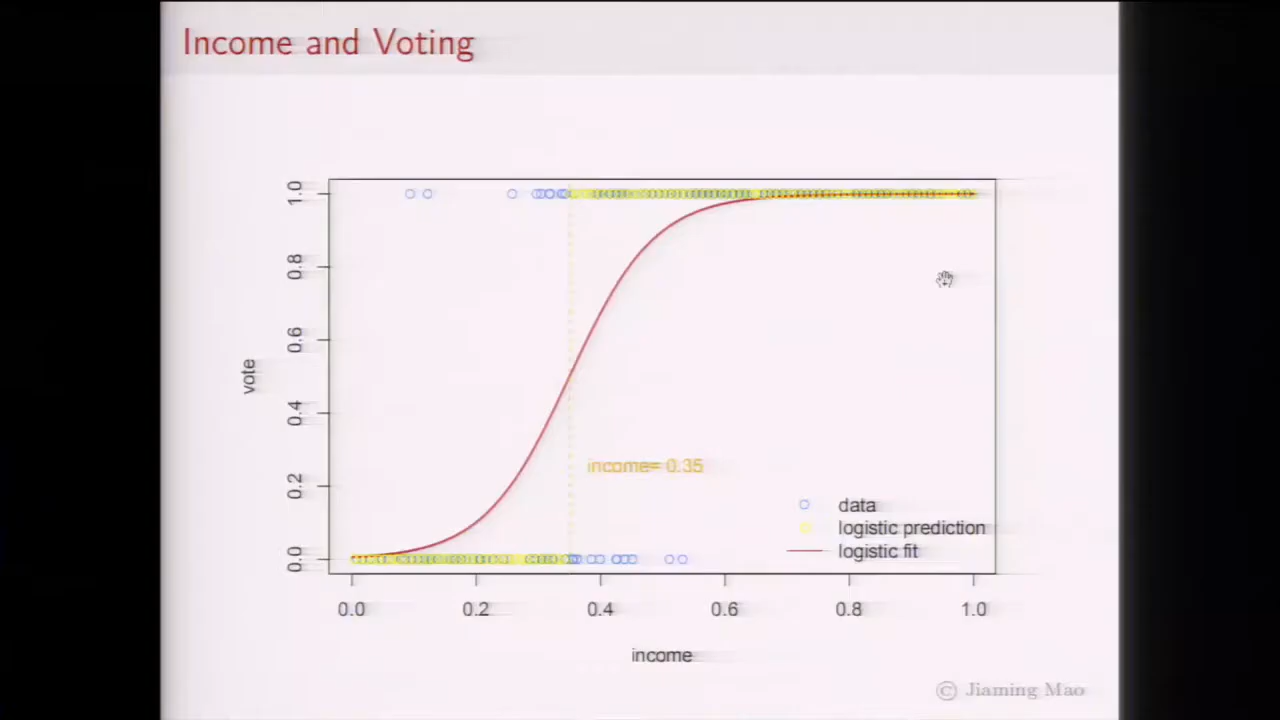 Income and Voting
1.0
0.8
0.6
0.4
0.2
0.0
vote
income= 0.35
data
logistic prediction
logistic fit
0.0 0.2 0.4 0.6 0.8 1.0
income
© Jiaming Mao